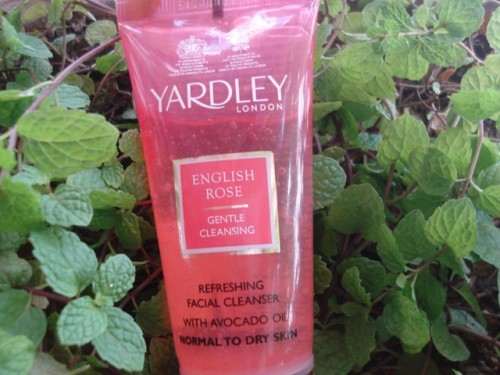 YARDLEY
LONDON
ENGLISH
ROSE
GENTLE
CLEANSING
REFRESHING
FACIAL CLEANSER
WITH AVOCADO OIL
NORMAL TO DRY SKIN